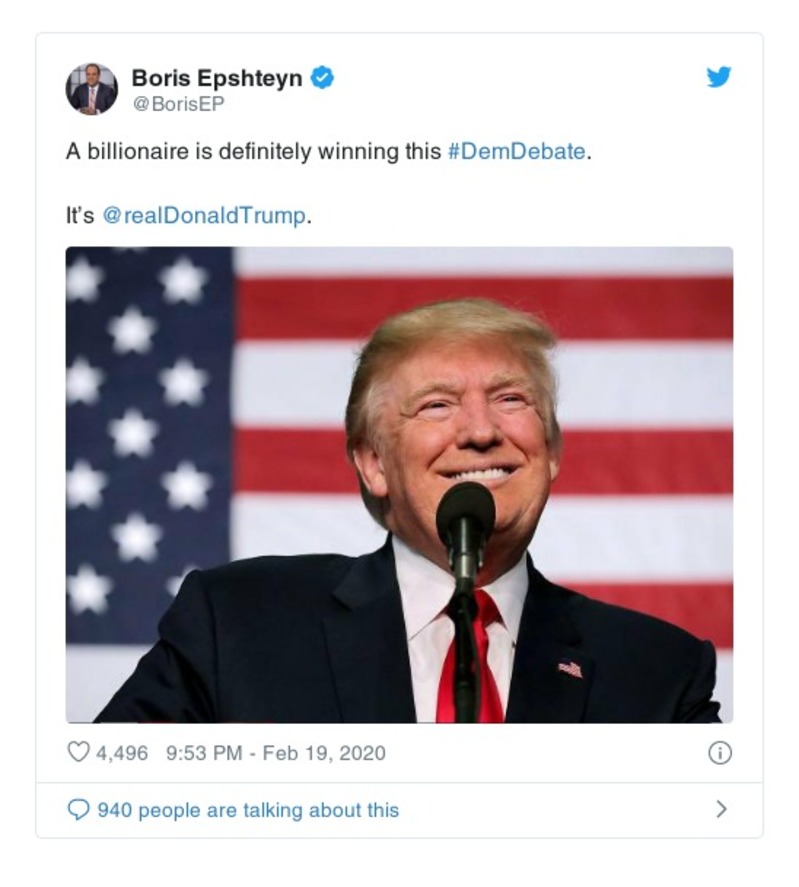 Boris Epshteyn
@BorisEP
A billionaire is definitely winning this #DemDebate.
It's @realDonaldTrump.
4,496 9:53 PM - Feb 19, 2020
940 people are talking about this